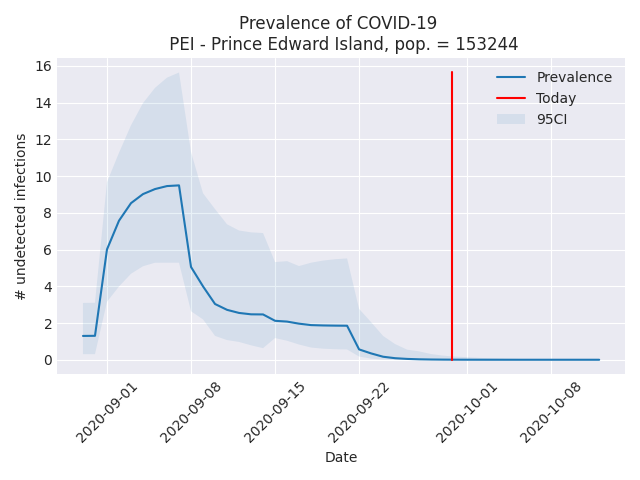 Prevalence of COVID-19
PEI - Prince Edward Island, pop. = 153244
16
14
12
10
8
6
4
2
0
# undetected infections
Prevalence
Today
95CI
2020-09-01
2020-09-08
2020-09-15
2020-09-22
2020-10-01
2020-10-08
Date